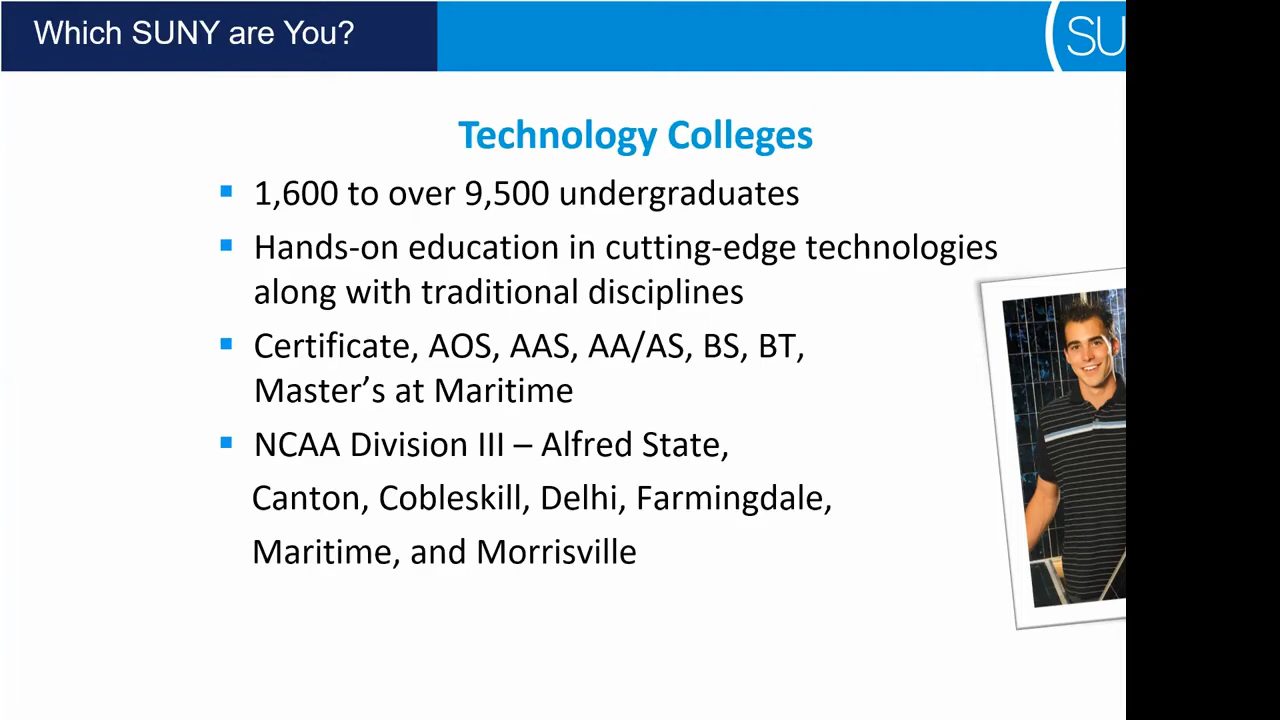 Which SUNY are You?
SU
Technology Colleges
▪ 1,600 to over 9,500 undergraduates
▪ Hands-on education in cutting-edge technologies
along with traditional disciplines
▪ Certificate, AOS, AAS, AA/AS, BS, BT,
Master’s at Maritime
▪ NCAA Division III – Alfred State,
Canton, Cobleskill, Delhi, Farmingdale,
Maritime, and Morrisville